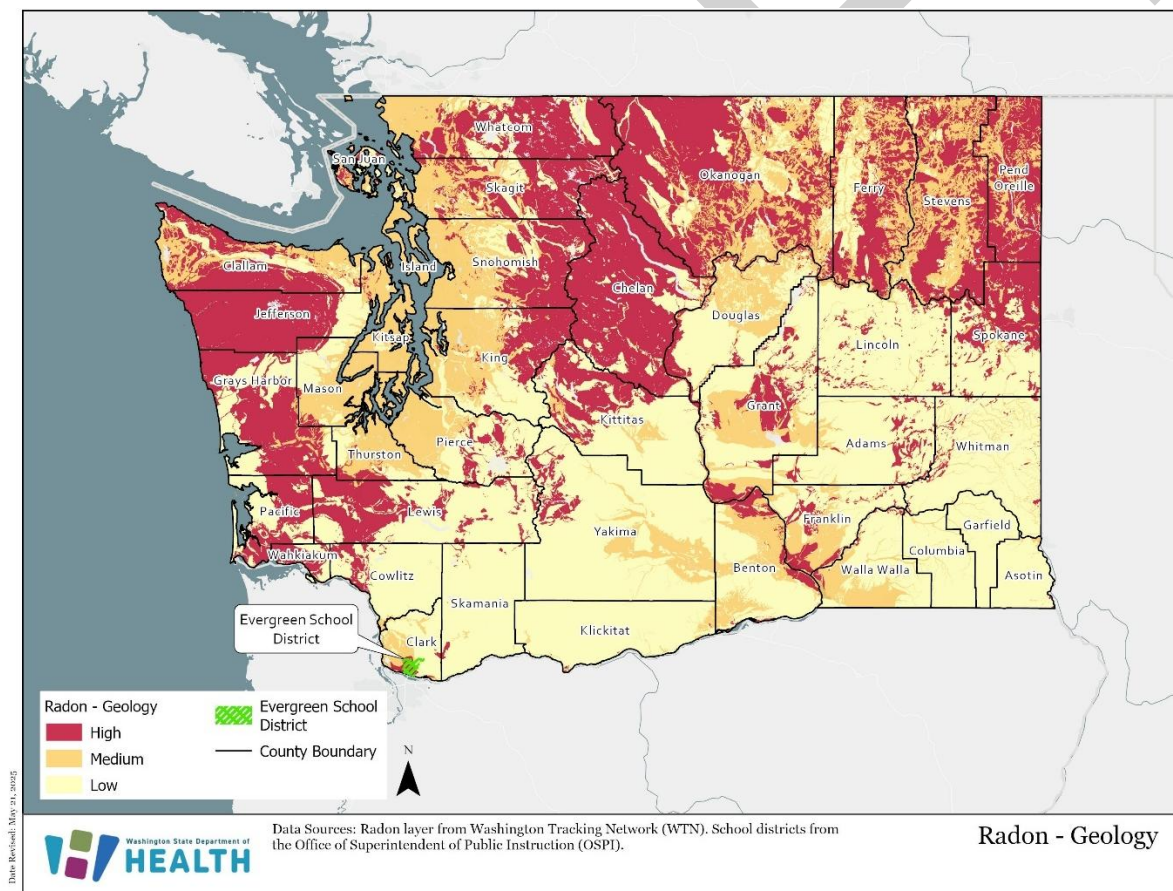 Whatcom
San Juan
Skagit
Okanogan
Ferry
Pend
Oreille
Stevens
Clallam
Island
Snohomish
Chelan
Jefferson
Douglas
Kitsap
King
Lincoln
Spokane
Grays Harbor
Mason
Grant
Kittitas
Thurston
Pierce
Adams
Whitman
Pacific
Lewis
Yakima
Franklin
Garfield
Wahkiakum
Cowlitz
Benton
Walla Walla
Columbia
Asotin
Skamania
Klickitat
Clark
Evergreen School
District
Radon - Geology
High
Medium
Low
Evergreen School
District
County Boundary
N
Date Revised: May 21, 2025
Washington State Department of
HEALTH
Data Sources: Radon layer from Washington Tracking Network (WTN). School districts from
the Office of Superintendent of Public Instruction (OSPI).
Radon - Geology